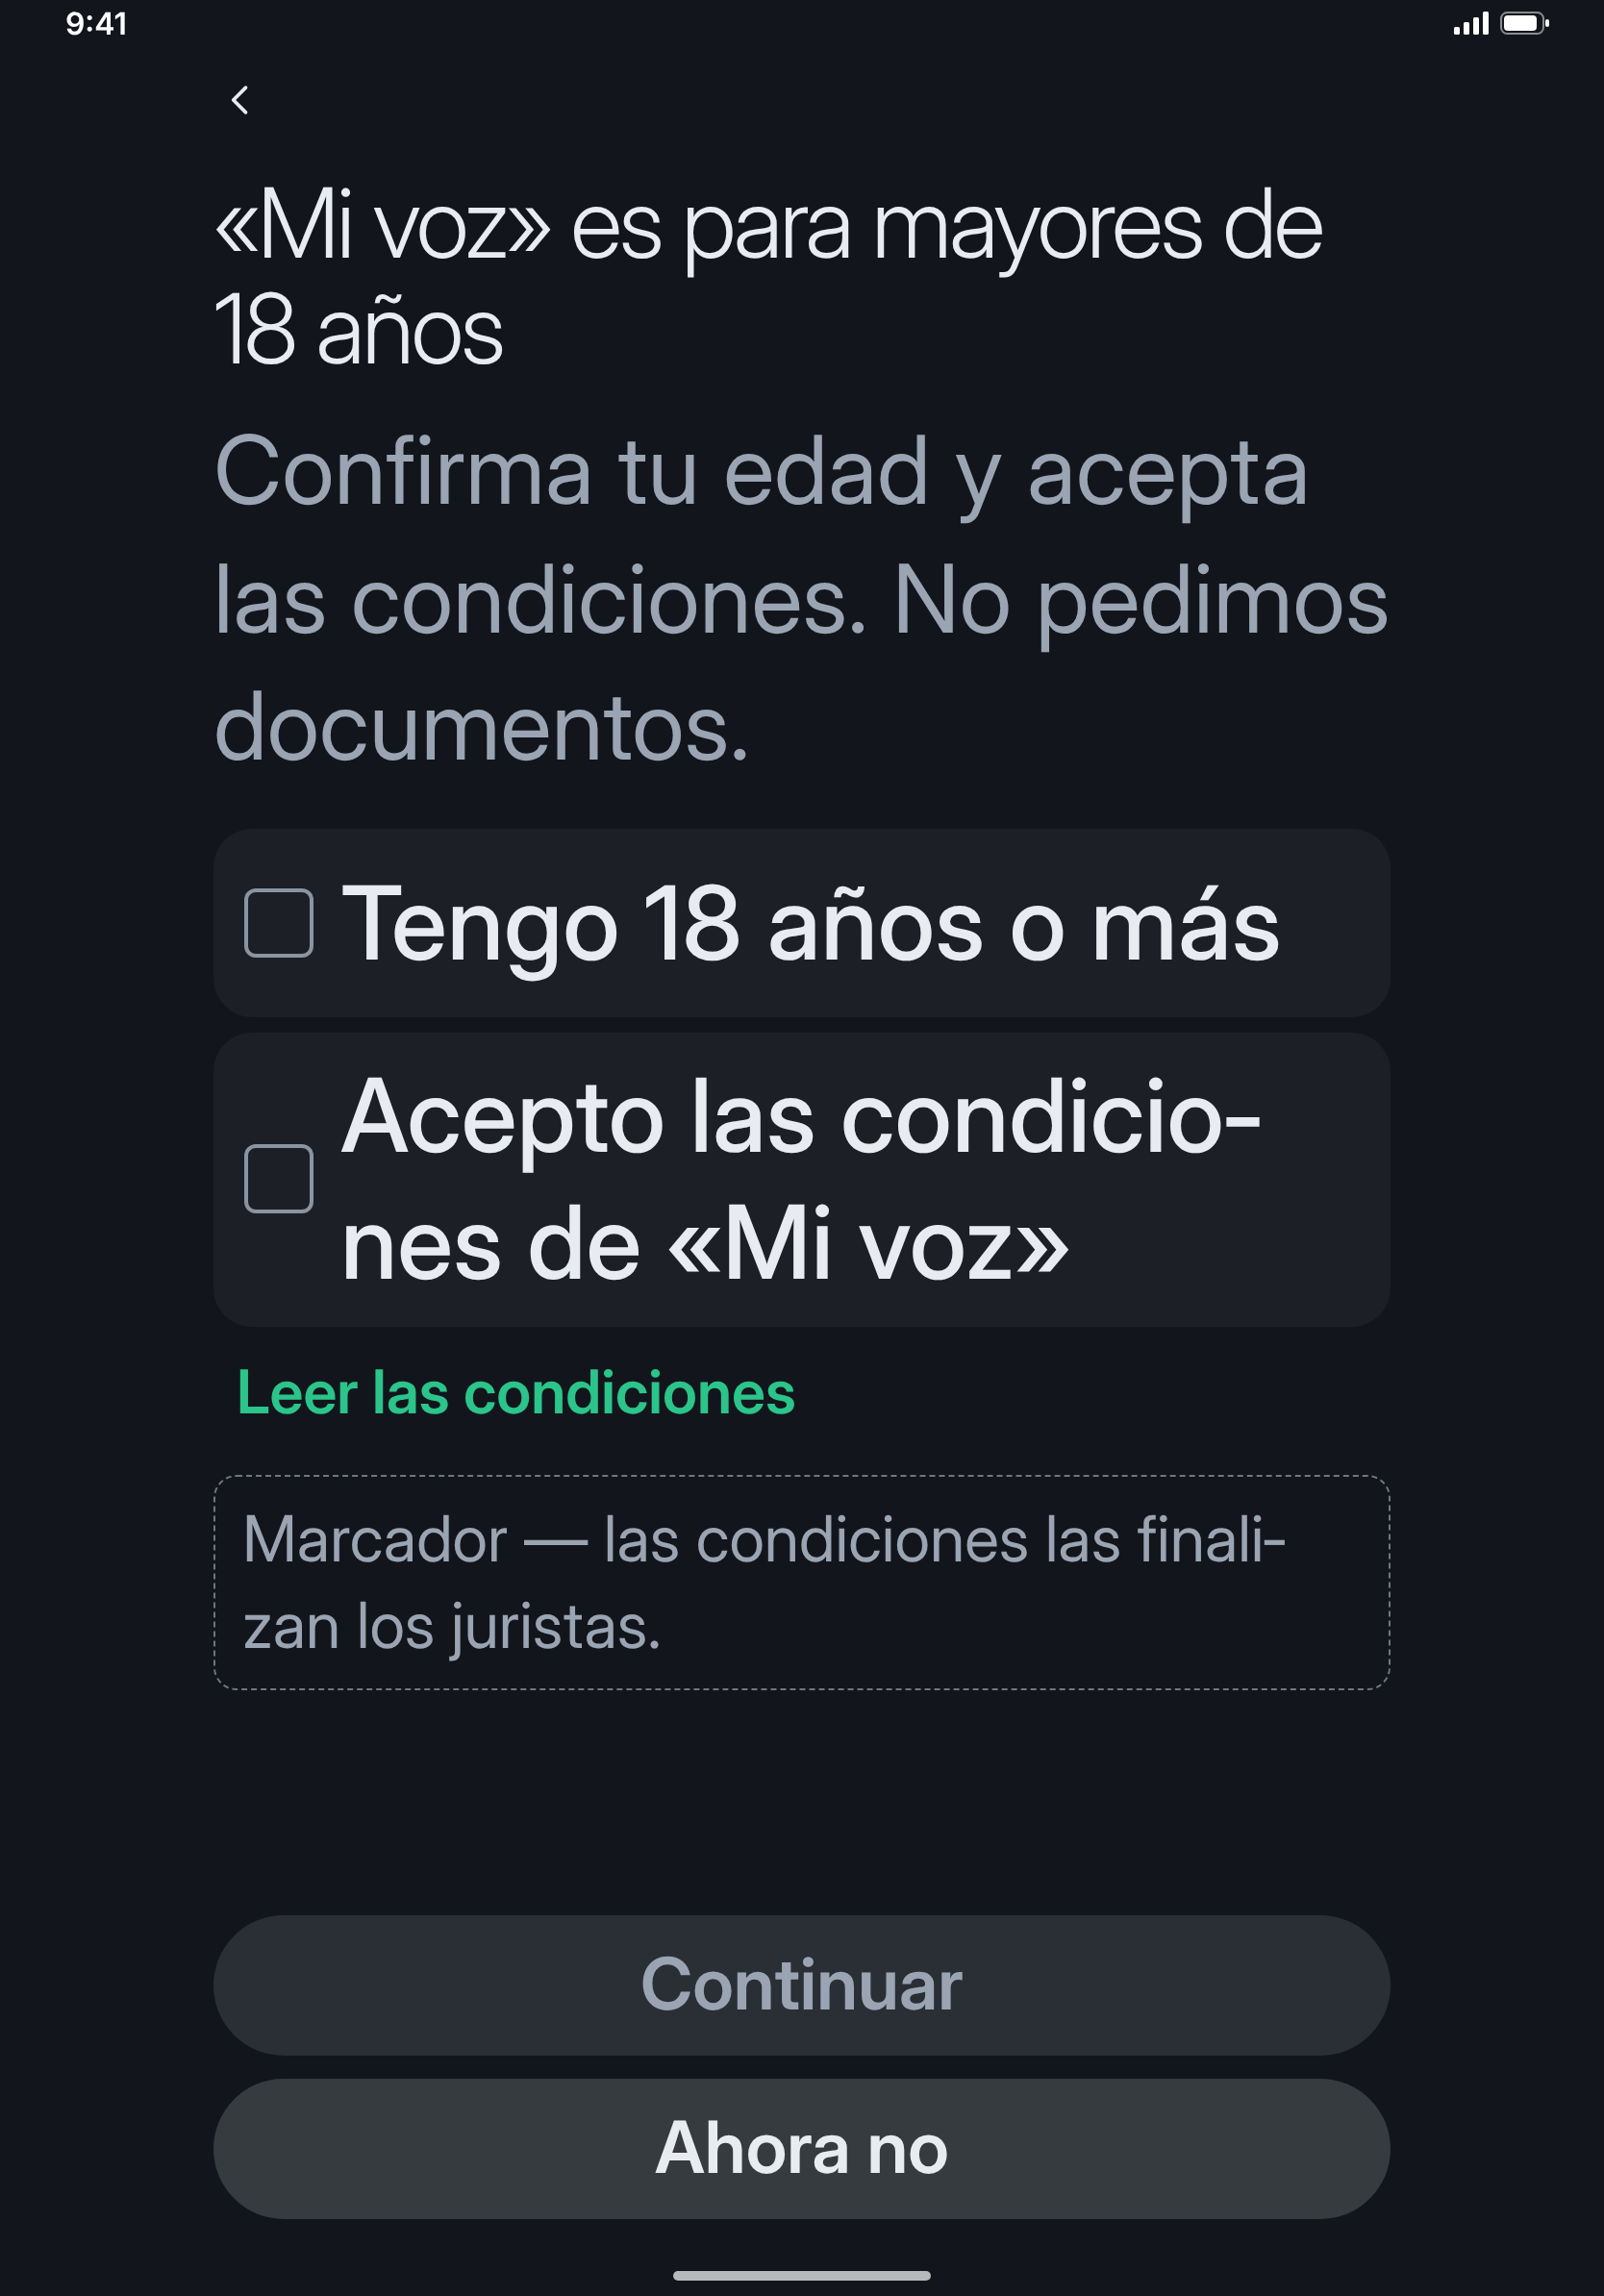 9:41
«Mi voz» es para mayores de
18 años
Confirma tu edad y acepta
las condiciones. No pedimos
documentos.
Tengo 18 años o más
Acepto las condicio-
nes de «Mi voz»
Leer las condiciones
Marcador — las condiciones las finali-
zan los juristas.
Continuar
Ahora no